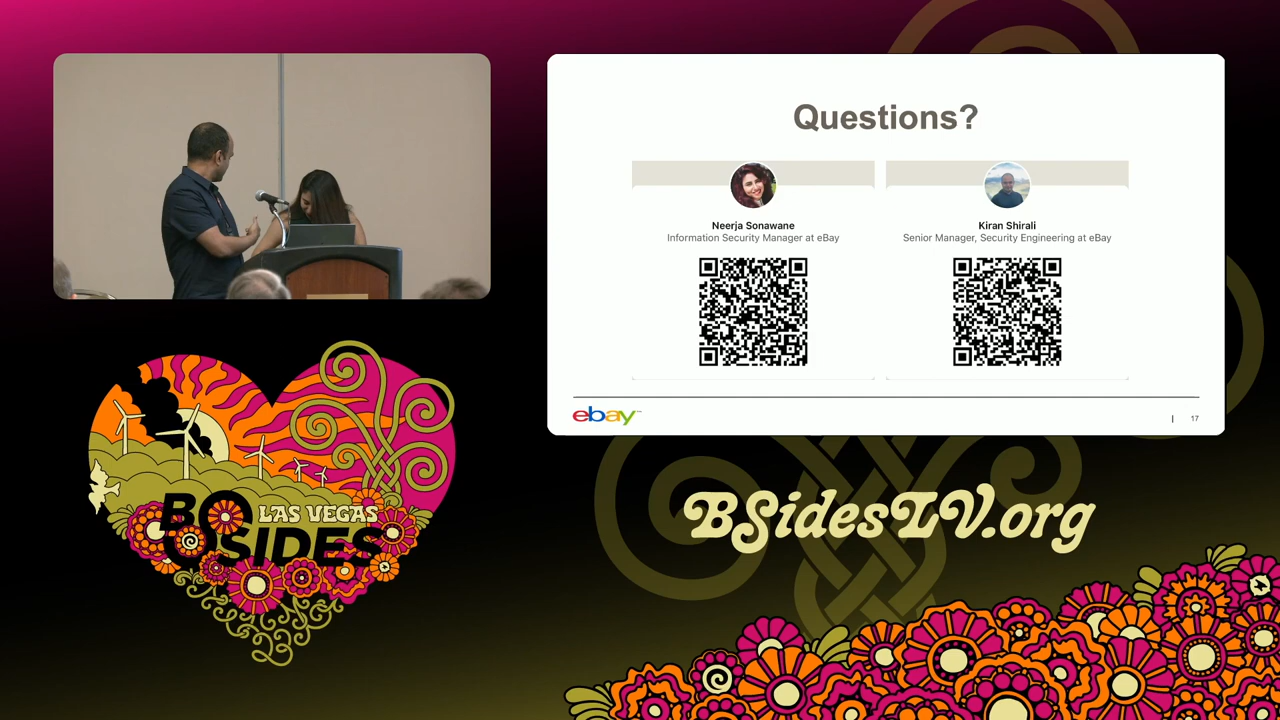 Questions?
Neerja Sonawane
Information Security Manager at eBay
Kiran Shirali
Senior Manager, Security Engineering at eBay
ebay™
| 17
LAS VEGAS
BSIDES
BSidesLV.org